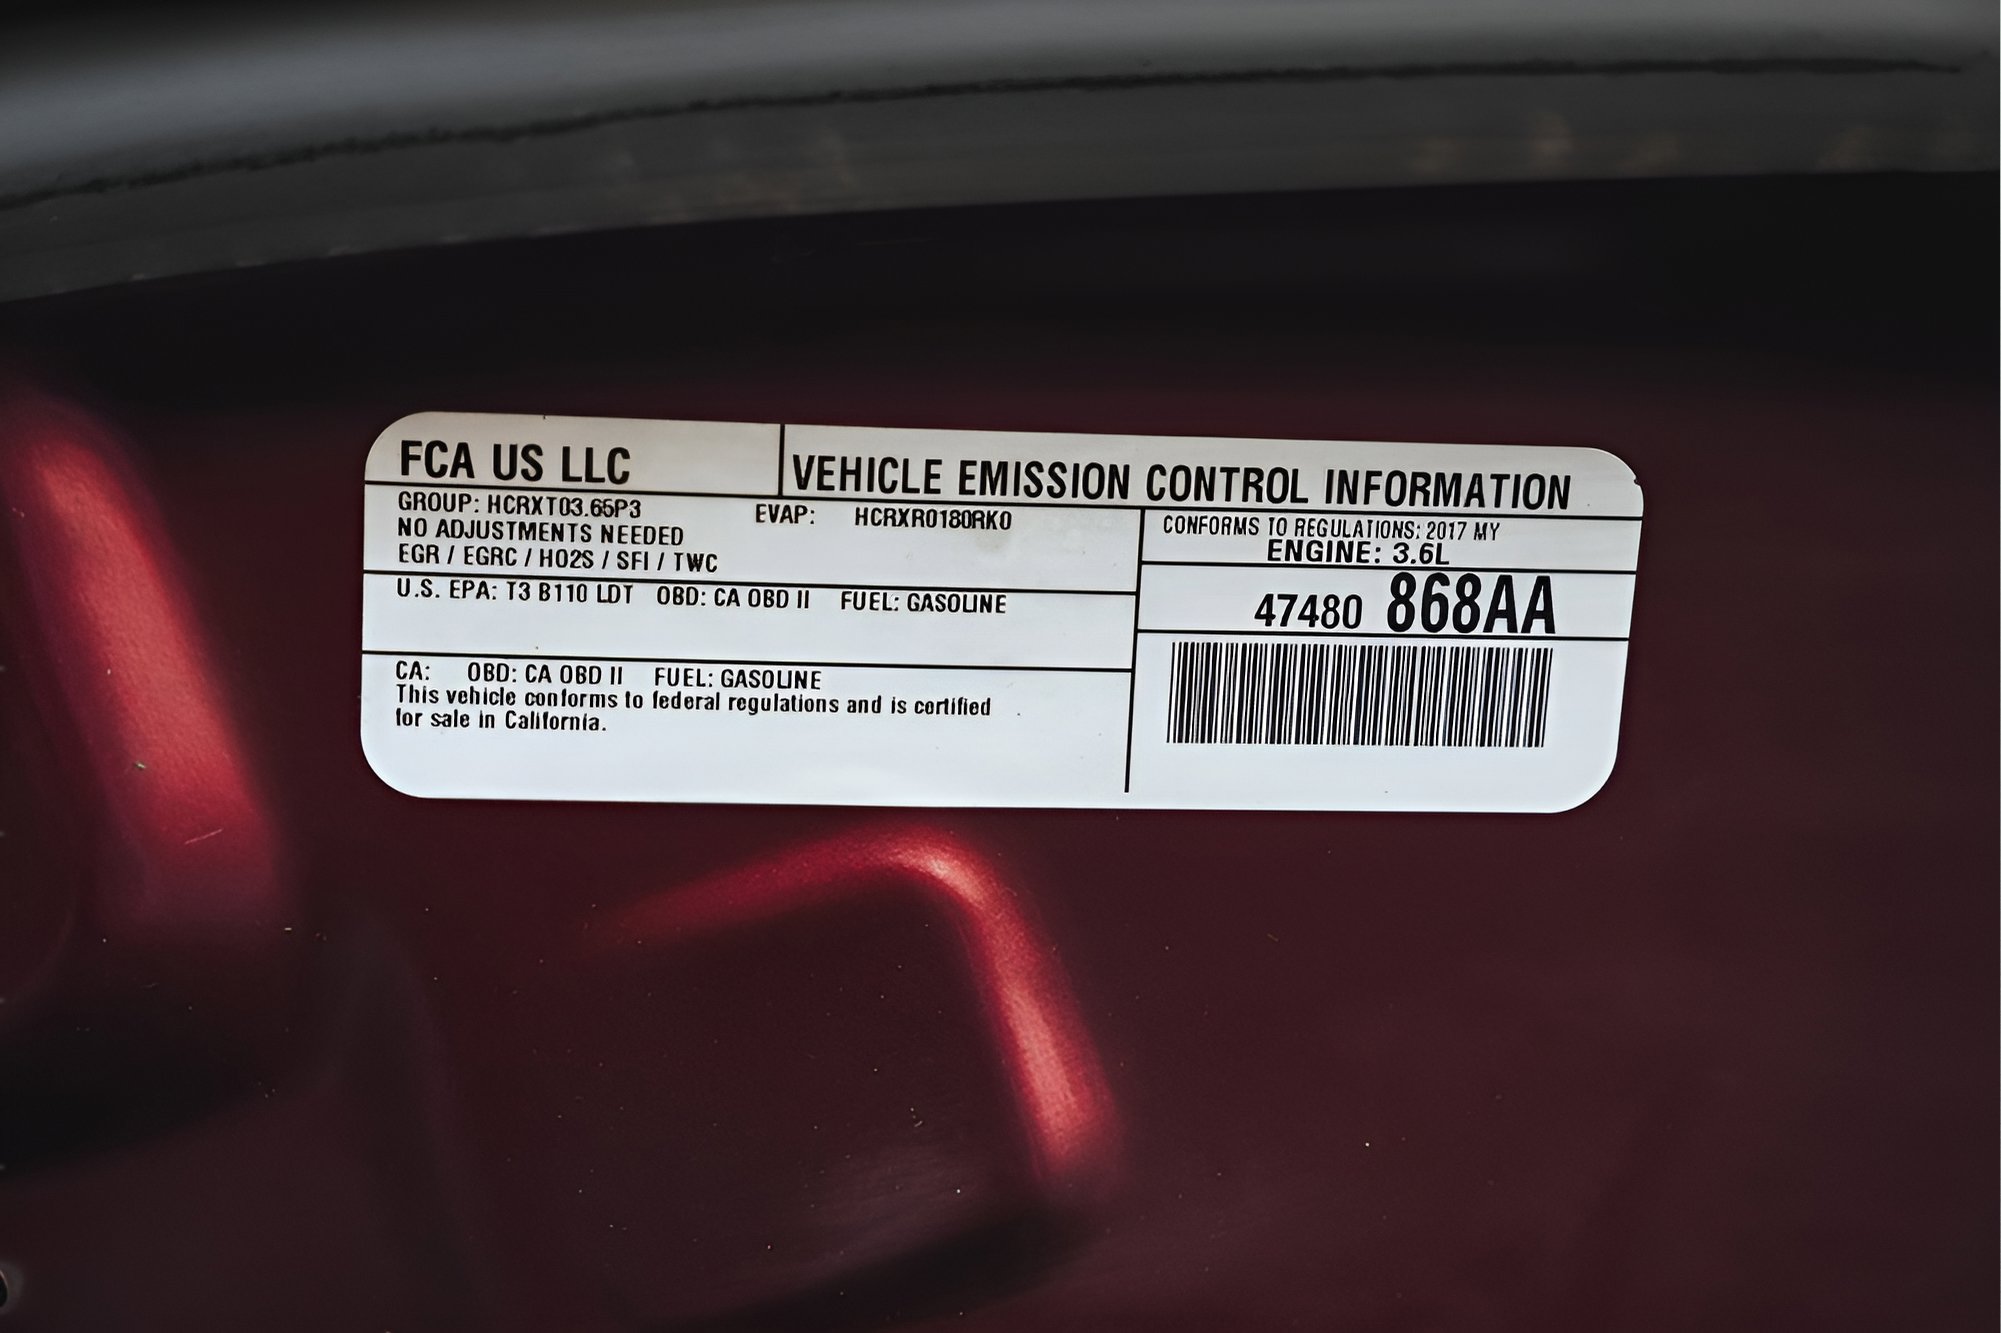 FCA US LLC
VEHICLE EMISSION CONTROL INFORMATION
GROUP: HCRXT03.65P3 EVAP: HCRXR0180RK0
NO ADJUSTMENTS NEEDED
EGR / EGRC / HO2S / SFI / TWC
CONFORMS TO REGULATIONS: 2017 MY
ENGINE: 3.6L
U.S. EPA: T3 B110 LDT OBD: CA OBD II FUEL: GASOLINE
47480 868AA
CA: OBD: CA OBD II FUEL: GASOLINE
This vehicle conforms to federal regulations and is certified
for sale in California.